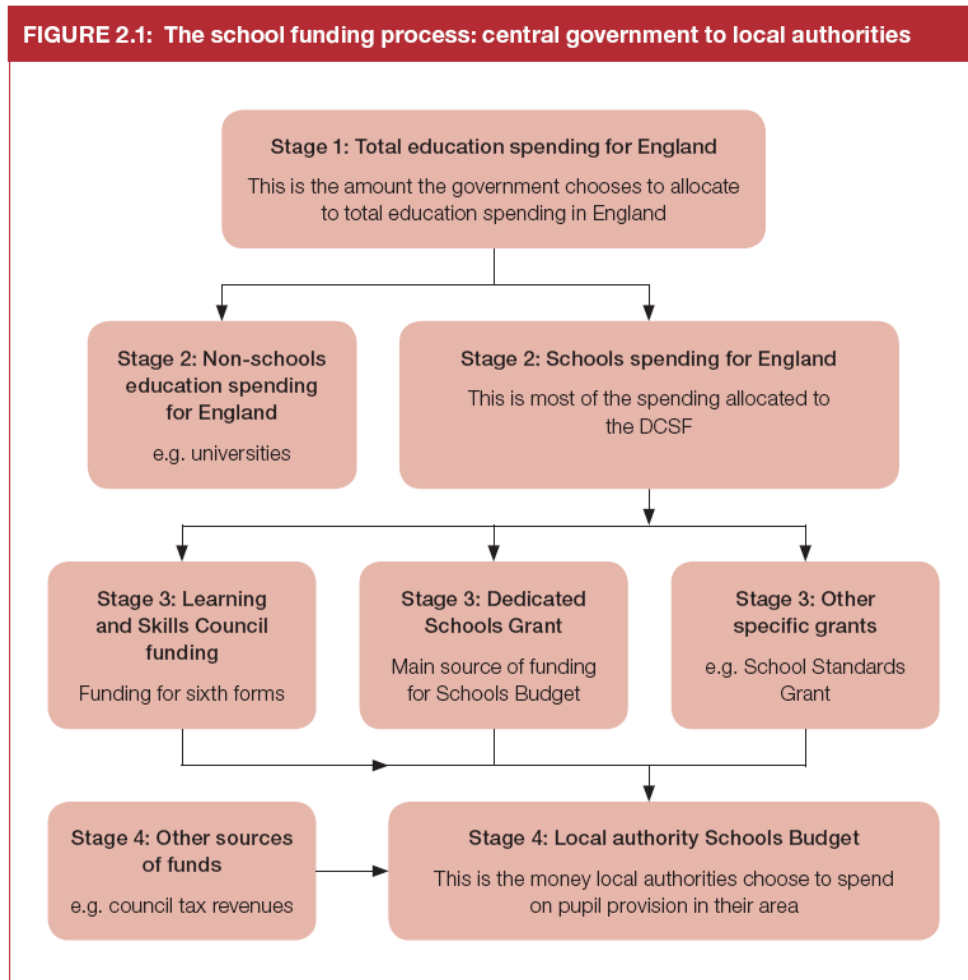 FIGURE 2.1: The school funding process: central government to local authorities
Stage 1: Total education spending for England
This is the amount the government chooses to allocate
to total education spending in England
Stage 2: Non-schools
education spending
for England
e.g. universities
Stage 2: Schools spending for England
This is most of the spending allocated to
the DCSF
Stage 3: Learning
and Skills Council
funding
Funding for sixth forms
Stage 3: Dedicated
Schools Grant
Main source of funding
for Schools Budget
Stage 3: Other
specific grants
e.g. School Standards
Grant
Stage 4: Other sources
of funds
e.g. council tax revenues
Stage 4: Local authority Schools Budget
This is the money local authorities choose to spend
on pupil provision in their area